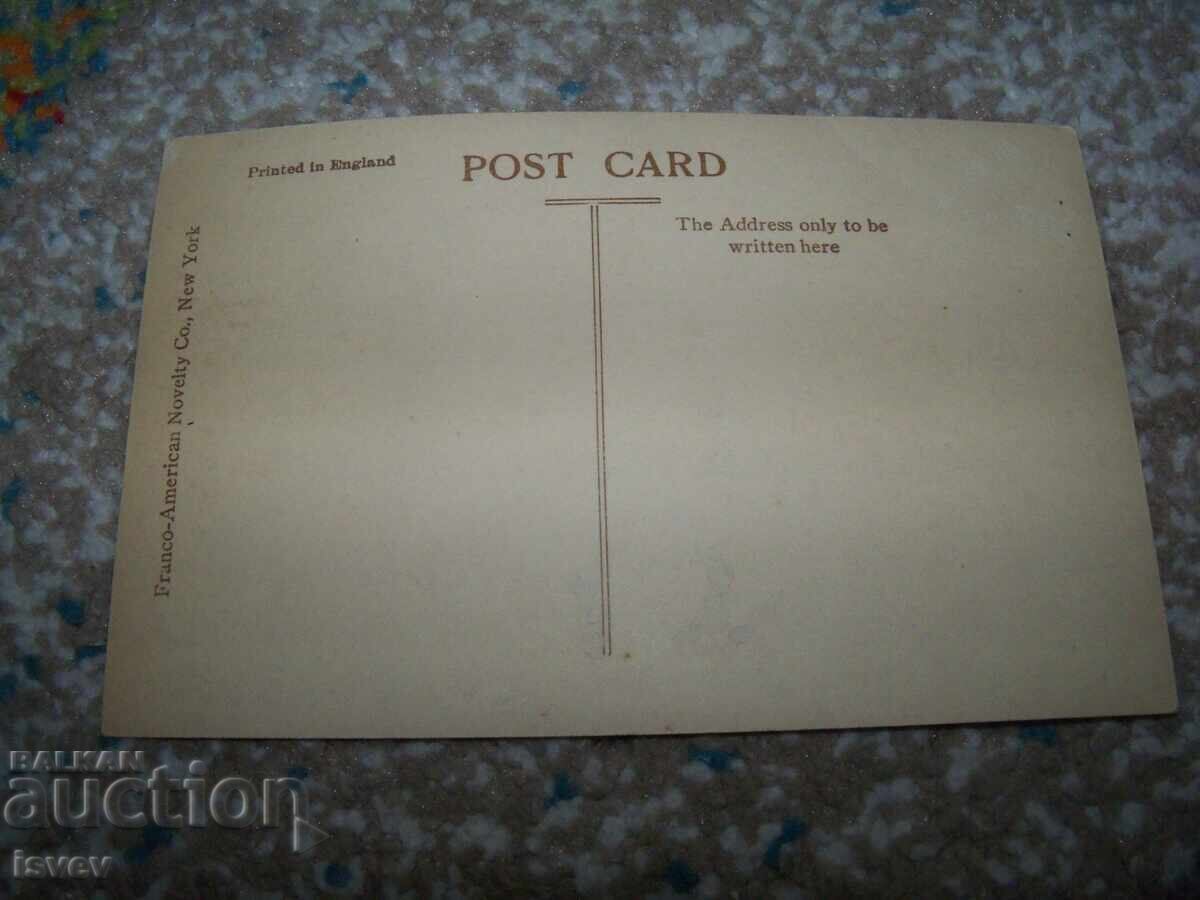 Printed in England
POST CARD
The Address only to be
written here
Franco-American Novelty Co., New York
BALKAN
auction
isvev